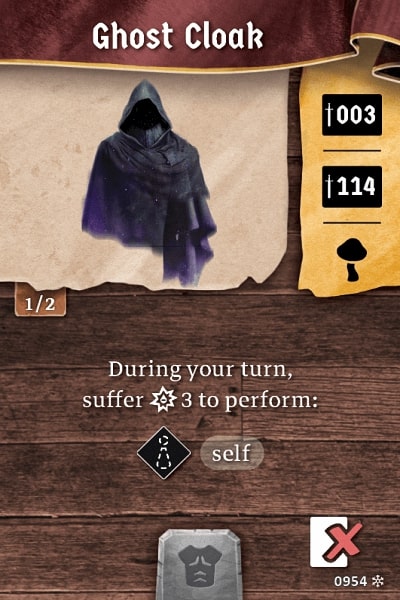 Ghost Cloak
003
114
1/2
During your turn,
suffer 3 to perform:
self
0954